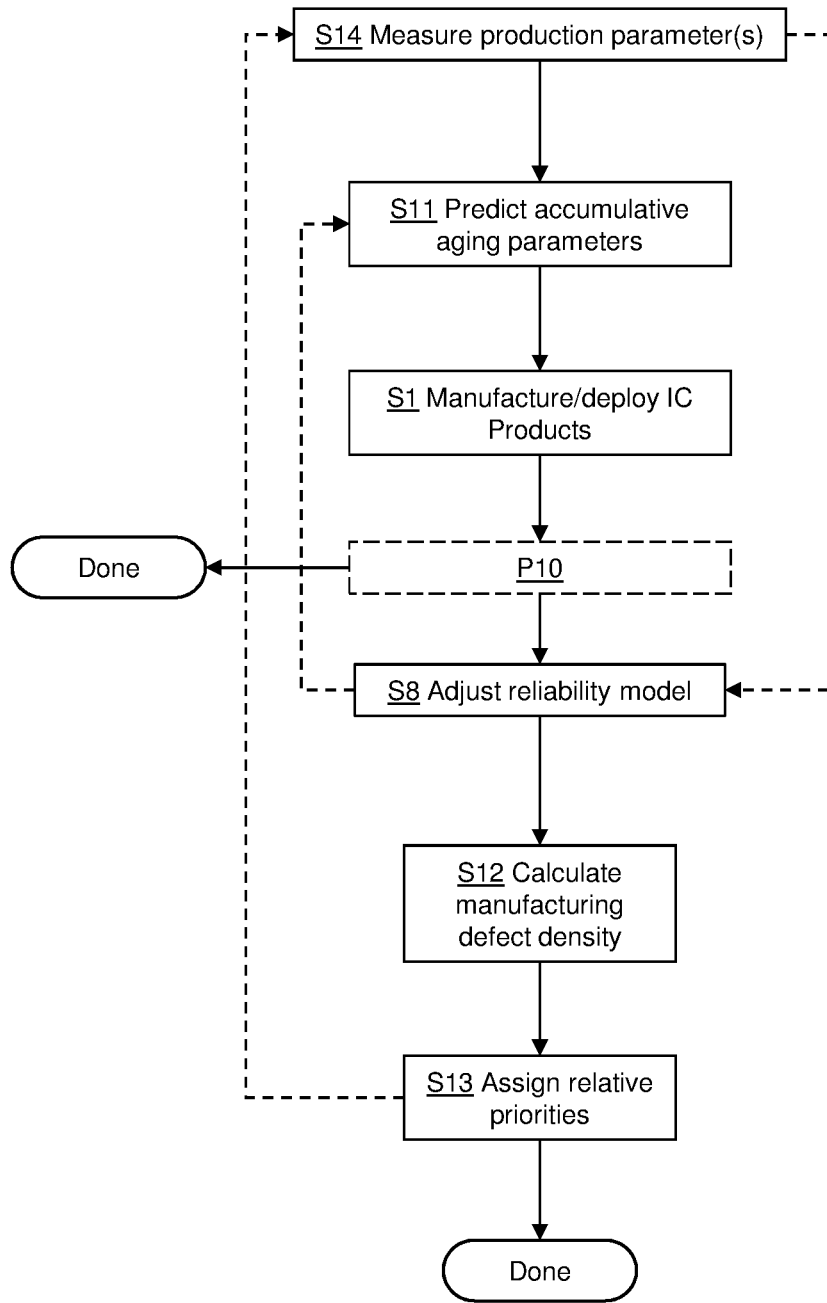 S14 Measure production parameter(s)
S11 Predict accumulative
aging parameters
S1 Manufacture/deploy IC
Products
Done
P10
S8 Adjust reliability model
S12 Calculate
manufacturing
defect density
S13 Assign relative
priorities
Done